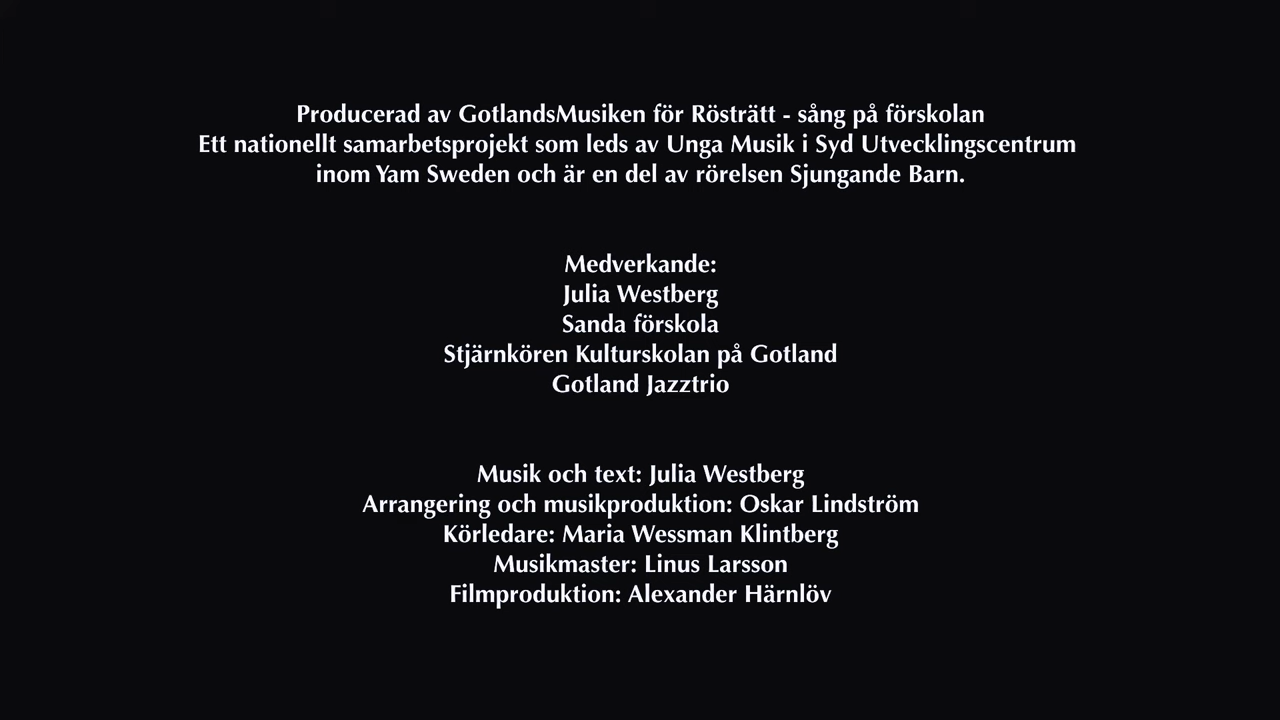 Producerad av GotlandsMusiken för Rösträtt - sång på förskolan
Ett nationellt samarbetsprojekt som leds av Unga Musik i Syd Utvecklingscentrum
inom Yam Sweden och är en del av rörelsen Sjungande Barn.
Medverkande:
Julia Westberg
Sanda förskola
Stjärnkören Kulturskolan på Gotland
Gotland Jazztrio
Musik och text: Julia Westberg
Arrangering och musikproduktion: Oskar Lindström
Körledare: Maria Wessman Klintberg
Musikmaster: Linus Larsson
Filmproduktion: Alexander Härnlöv